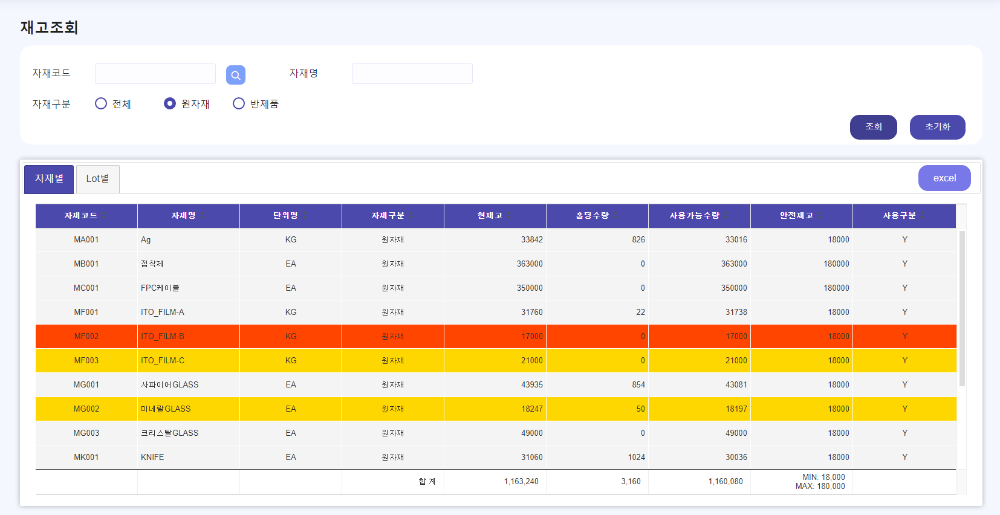 재고조회
자재코드 자재명
자재구분 전체 원자재 반제품
조회 초기화
자재별 Lot별 excel
자재코드 자재명 단위명 자재구분 현재고 홀딩수량 사용가능수량 안전재고 사용구분
MA001 Ag KG 원자재 33842 826 33016 18000 Y
MB001 접착제 EA 원자재 363000 0 363000 180000 Y
MC001 FPC케이블 EA 원자재 350000 0 350000 180000 Y
MF001 ITO_FILM-A KG 원자재 31760 22 31738 18000 Y
MF002 ITO_FILM-B KG 원자재 17000 0 17000 18000 Y
MF003 ITO_FILM-C KG 원자재 21000 0 21000 18000 Y
MG001 사파이어GLASS EA 원자재 43935 854 43081 18000 Y
MG002 미네랄GLASS EA 원자재 18247 50 18197 18000 Y
MG003 크리스탈GLASS EA 원자재 49000 0 49000 18000 Y
MK001 KNIFE EA 원자재 31060 1024 30036 18000 Y
합 계 1,163,240 3,160 1,160,080 MIN: 18,000
MAX: 180,000